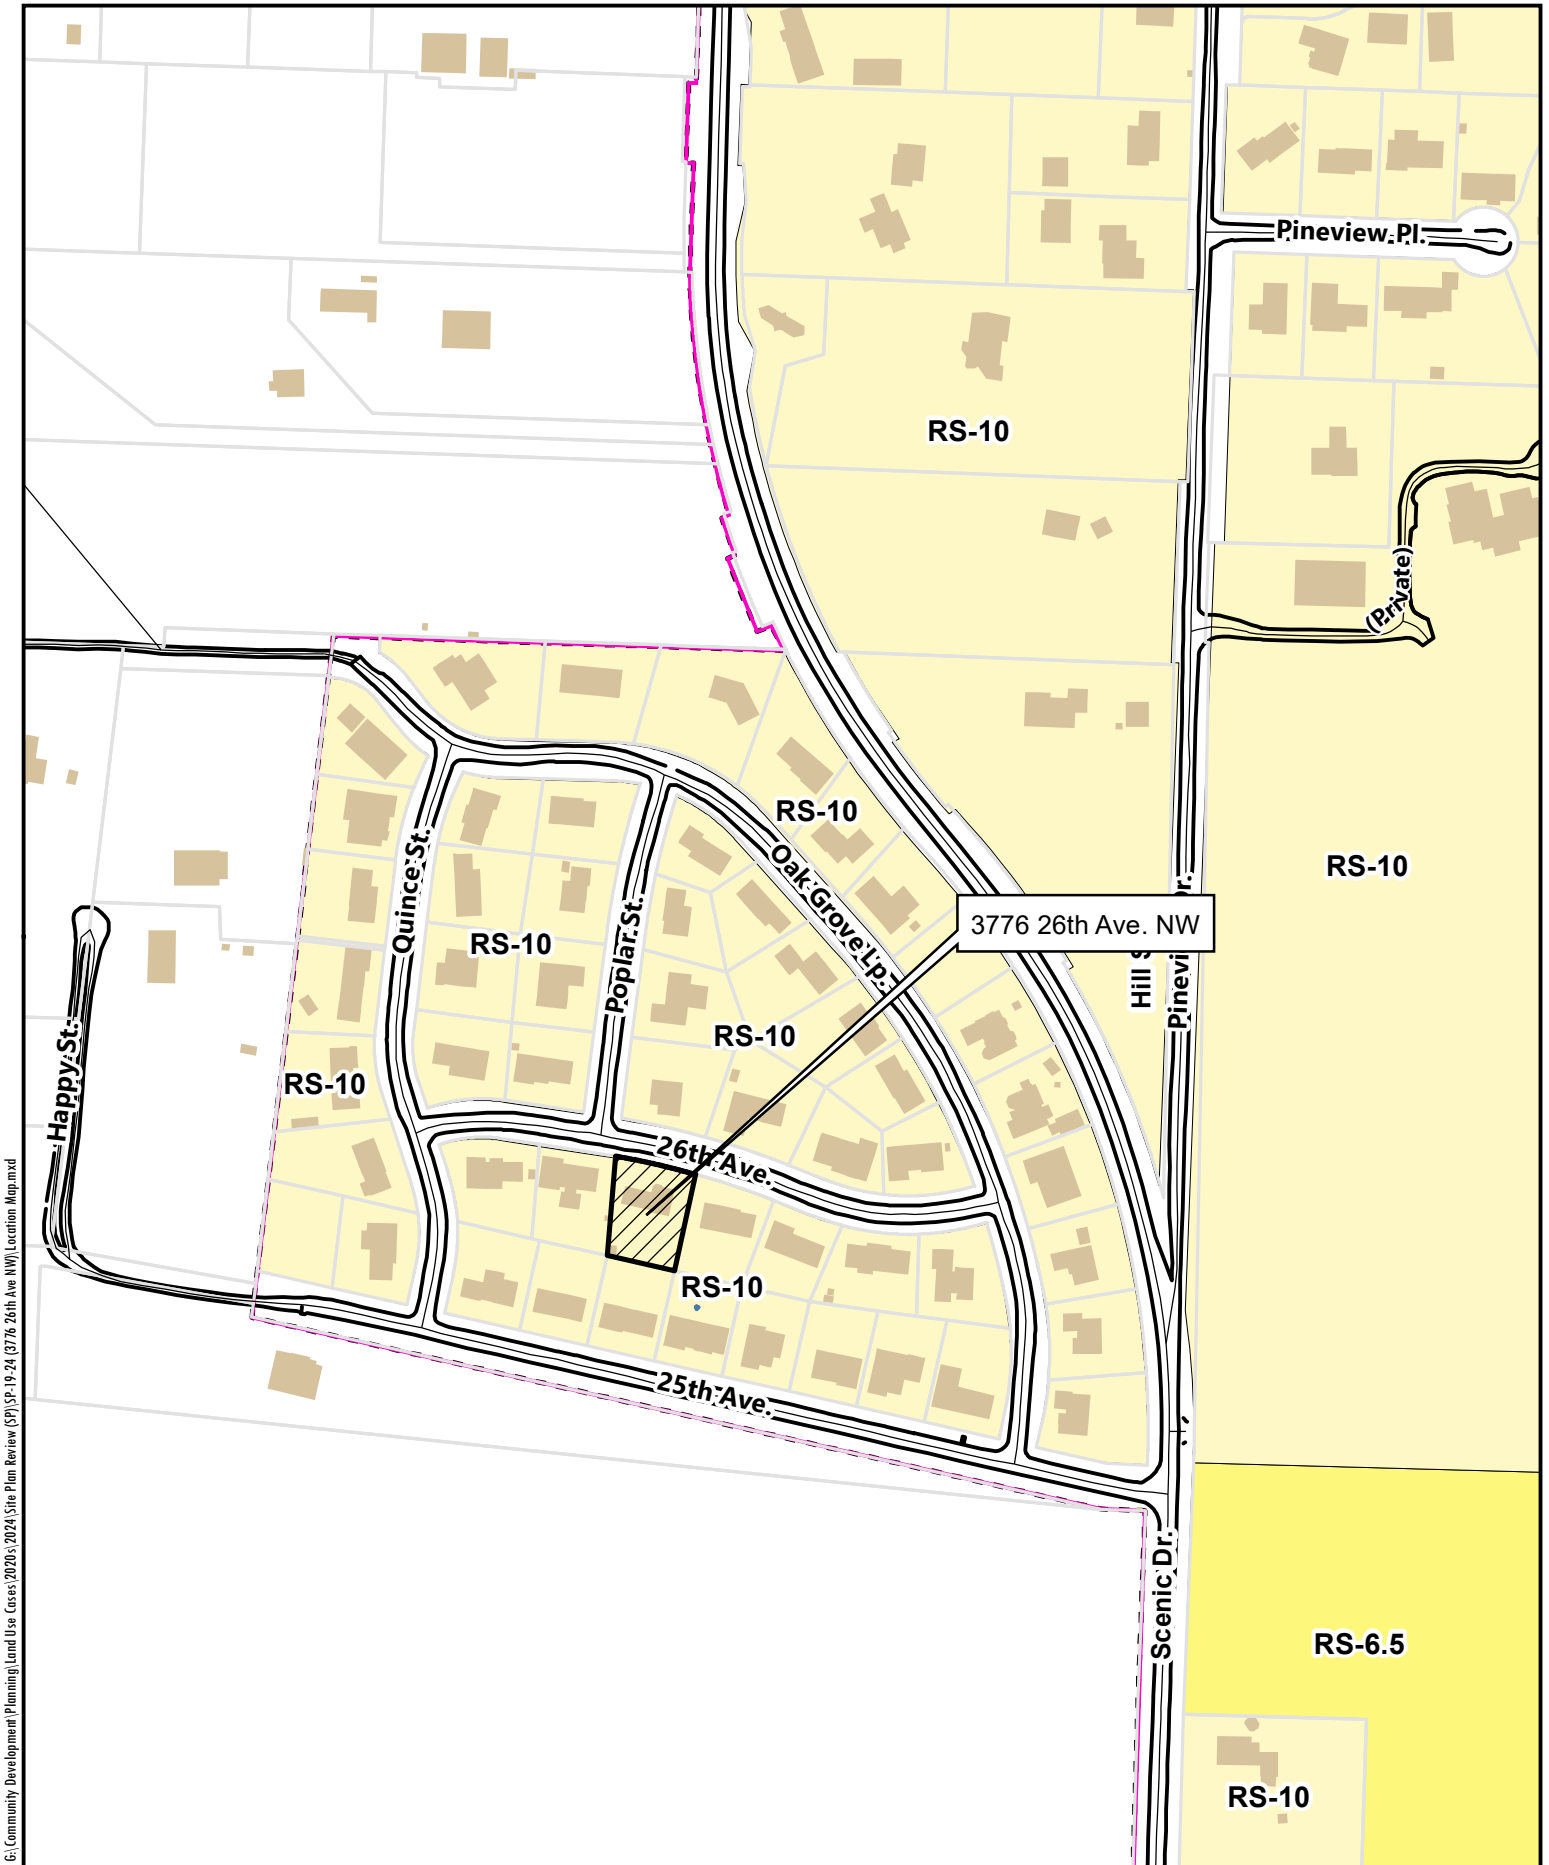 Pineview Pl.
RS-10
(Private)
RS-10
RS-10
Quince St.
Oak Grove Lp.
3776 26th Ave. NW
RS-10
Poplar St.
Hill S
Pineview Dr.
RS-10
Happy St.
RS-10
26th Ave.
RS-10
25th Ave.
Scenic Dr.
RS-6.5
RS-10
G:\Community Development\Planning\Land Use Cases\2020s\2024\Site Plan Review (SP)\SP-19-24 (3776 26th Ave NW)\Location Map.mxd